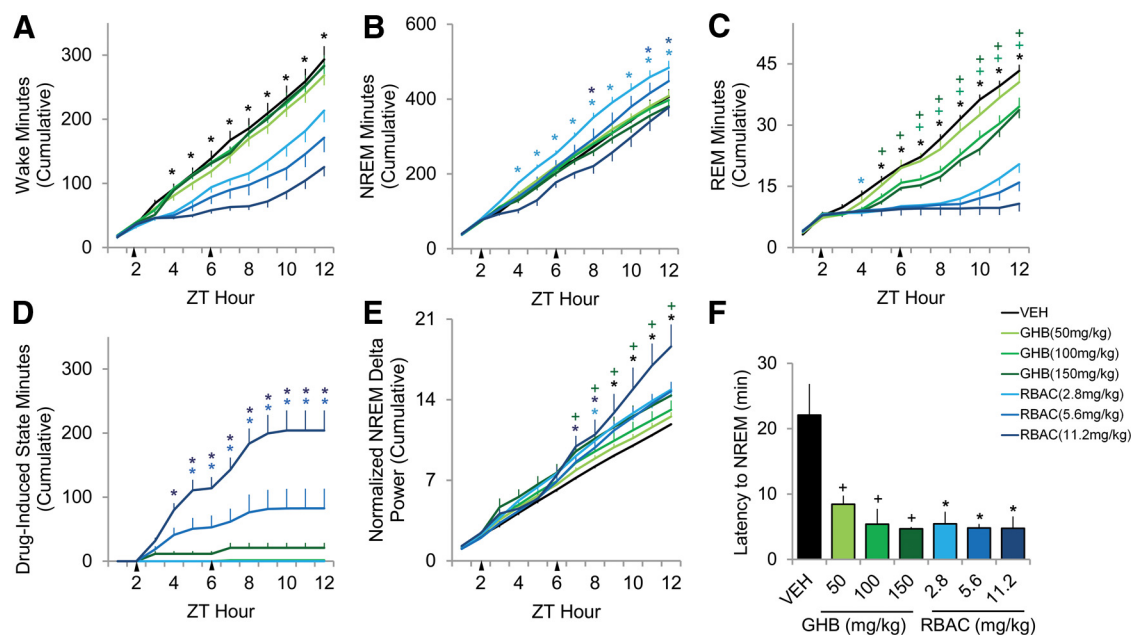 A
Wake Minutes
(Cumulative)
300
200
100
0
2 4 6 8 10 12
ZT Hour
* * * * * * * * *
B
NREM Minutes
(Cumulative)
600
400
200
0
2 4 6 8 10 12
ZT Hour
C
REM Minutes
(Cumulative)
45
30
15
0
2 4 6 8 10 12
ZT Hour
D
Drug-Induced State Minutes
(Cumulative)
300
200
100
0
2 4 6 8 10 12
ZT Hour
E
Normalized NREM Delta
Power (Cumulative)
21
14
7
0
2 4 6 8 10 12
ZT Hour
F
Latency to NREM (min)
30
20
10
0
+ + + * * *
VEH 50 100 150 2.8 5.6 11.2
GHB (mg/kg) RBAC (mg/kg)
VEH
GHB(50mg/kg)
GHB(100mg/kg)
GHB(150mg/kg)
RBAC(2.8mg/kg)
RBAC(5.6mg/kg)
RBAC(11.2mg/kg)